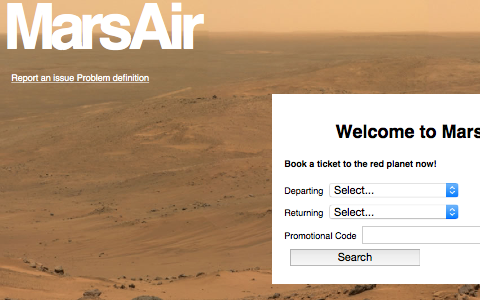 MarsAir
Report an issue Problem definition
Welcome to Mars
Book a ticket to the red planet now!
Departing Select...
Returning Select...
Promotional Code
Search